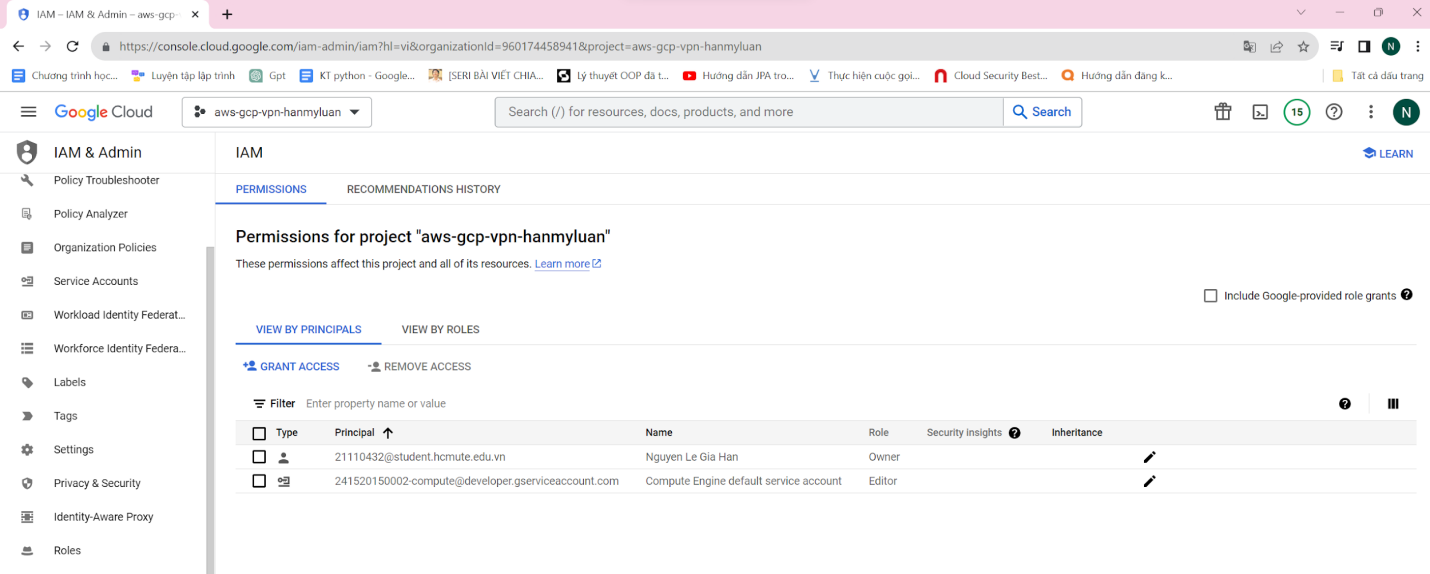 IAM – IAM & Admin – aws-gcp-
https://console.cloud.google.com/iam-admin/iam?hl=vi&organizationId=960174458941&project=aws-gcp-vpn-hanmyluan
N
Chương trình học... Luyện tập lập trình Gpt KT python - Google... [SERI BÀI VIẾT CHIA... Lý thuyết OOP đã t... Hướng dẫn JPA tro... Thực hiện cuộc gọi... Cloud Security Best... Hướng dẫn đăng k... Tất cả dấu trang
Google Cloud aws-gcp-vpn-hanmyluan Search (/) for resources, docs, products, and more Search 15 N
IAM & Admin IAM LEARN
Policy Troubleshooter
Policy Analyzer
Organization Policies
Service Accounts
Workload Identity Federat...
Workforce Identity Federa...
Labels
Tags
Settings
Privacy & Security
Identity-Aware Proxy
Roles
PERMISSIONS RECOMMENDATIONS HISTORY
Permissions for project "aws-gcp-vpn-hanmyluan"
These permissions affect this project and all of its resources. Learn more
Include Google-provided role grants
VIEW BY PRINCIPALS VIEW BY ROLES
GRANT ACCESS REMOVE ACCESS
Filter Enter property name or value
Type Principal Name Role Security insights Inheritance
21110432@student.hcmute.edu.vn Nguyen Le Gia Han Owner
241520150002-compute@developer.gserviceaccount.com Compute Engine default service account Editor